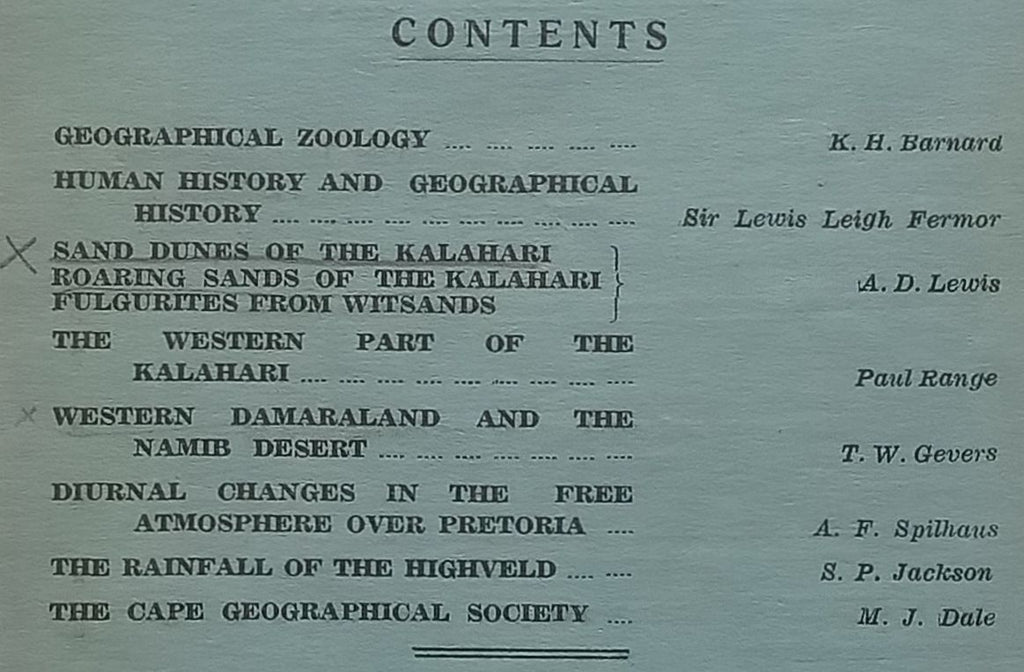 CONTENTS
GEOGRAPHICAL ZOOLOGY .... .... .... .... .... K. H. Barnard
HUMAN HISTORY AND GEOGRAPHICAL
HISTORY .... .... .... .... .... .... .... .... .... .... Sir Lewis Leigh Fermor
SAND DUNES OF THE KALAHARI
ROARING SANDS OF THE KALAHARI } A. D. Lewis
FULGURITES FROM WITSANDS
THE WESTERN PART OF THE
KALAHARI .... .... .... .... .... .... .... .... .... Paul Range
WESTERN DAMARALAND AND THE
NAMIB DESERT .... .... .... .... .... .... .... T. W. Gevers
DIURNAL CHANGES IN THE FREE
ATMOSPHERE OVER PRETORIA .... A. F. Spilhaus
THE RAINFALL OF THE HIGHVELD .... .... S. P. Jackson
THE CAPE GEOGRAPHICAL SOCIETY .... M. J. Dale